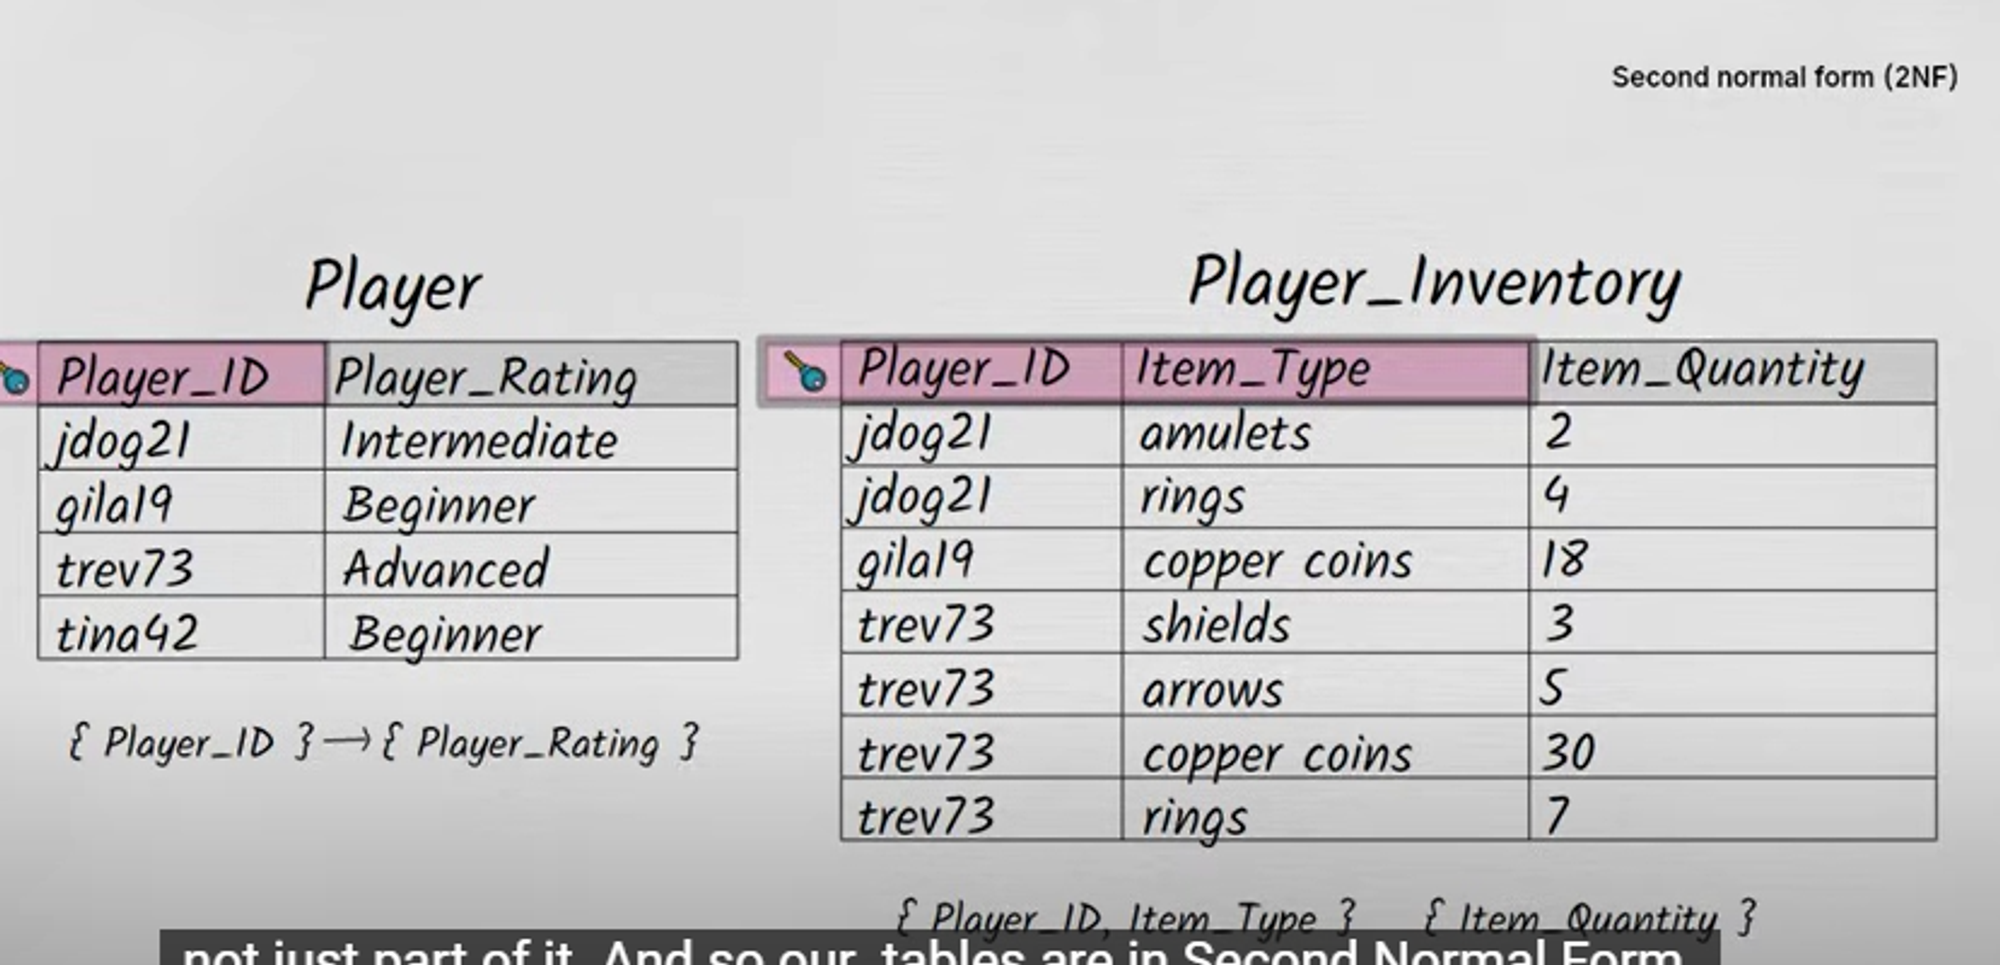 Second normal form (2NF)
Player
Player_ID Player_Rating
jdog21 Intermediate
gila19 Beginner
trev73 Advanced
tina42 Beginner
{ Player_ID } → { Player_Rating }
Player_Inventory
Player_ID Item_Type Item_Quantity
jdog21 amulets 2
jdog21 rings 4
gila19 copper coins 18
trev73 shields 3
trev73 arrows 5
trev73 copper coins 30
trev73 rings 7
{ Player_ID, Item_Type } { Item_Quantity }
not just part of it. And so our tables are in Second Normal Form